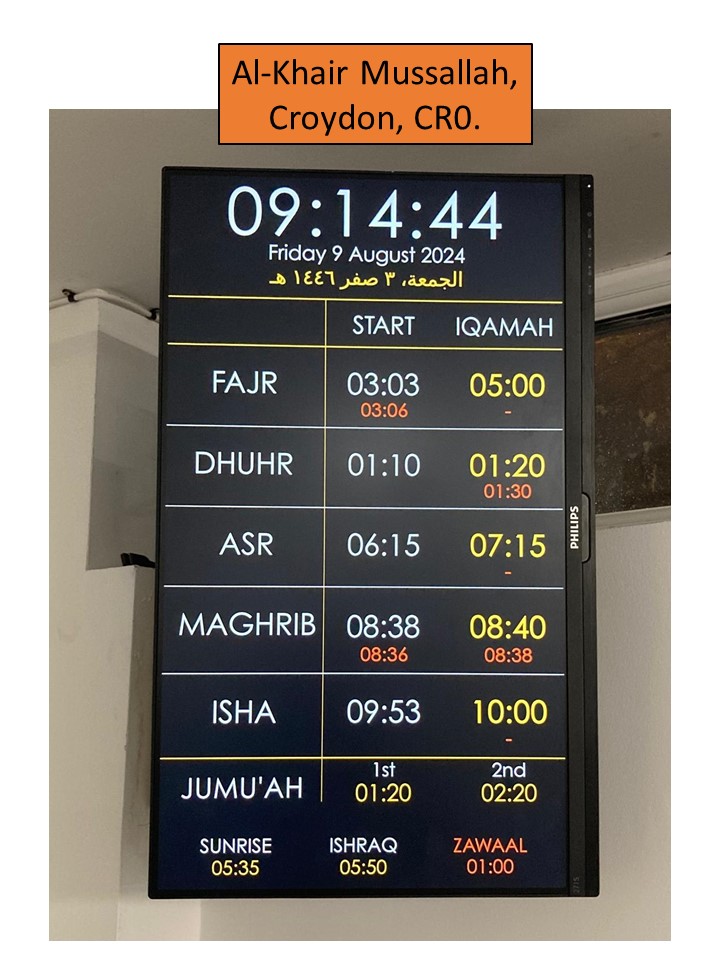 Al-Khair Mussallah,
Croydon, CR0.
09:14:44
Friday 9 August 2024
الجمعة، ٣ صفر ١٤٤٦ هـ
START IQAMAH
FAJR 03:03 05:00
03:06 -
DHUHR 01:10 01:20
01:30
ASR 06:15 07:15
-
MAGHRIB 08:38 08:40
08:36 08:38
ISHA 09:53 10:00
-
1st 2nd
JUMU'AH 01:20 02:20
SUNRISE ISHRAQ ZAWAAL
05:35 05:50 01:00
PHILIPS